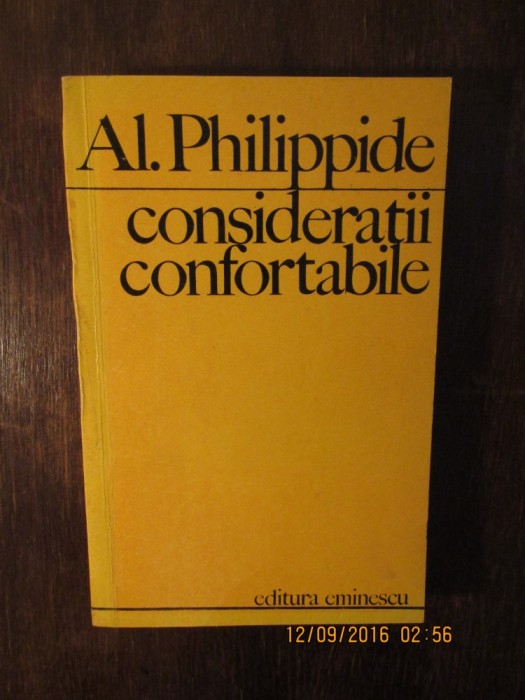 Al. Philippide
considerații
confortabile
editura eminescu
12/09/2016 02:56